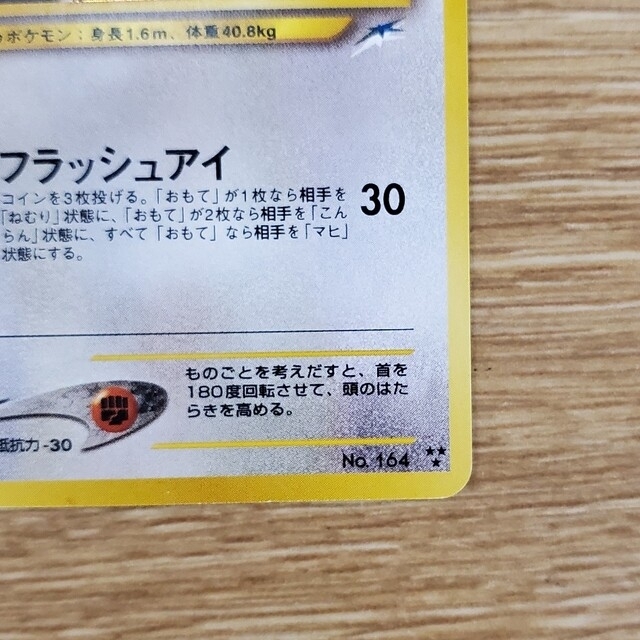 ポケモン：身長1.6m、体重40.8kg
フラッシュアイ
コインを3枚投げる。「おもて」が1枚なら相手を
「ねむり」状態に、「おもて」が2枚なら相手を「こん
らん」状態に、すべて「おもて」なら相手を「マヒ」
状態にする。
30
ものごとを考えだすと、首を
180度回転させて、頭のはた
らきを高める。
抵抗力 -30
No. 164